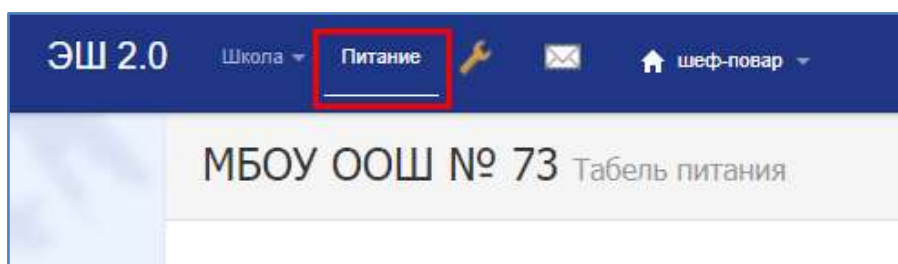 ЭШ 2.0 Школа Питание шеф-повар
МБОУ ООШ № 73 Табель питания